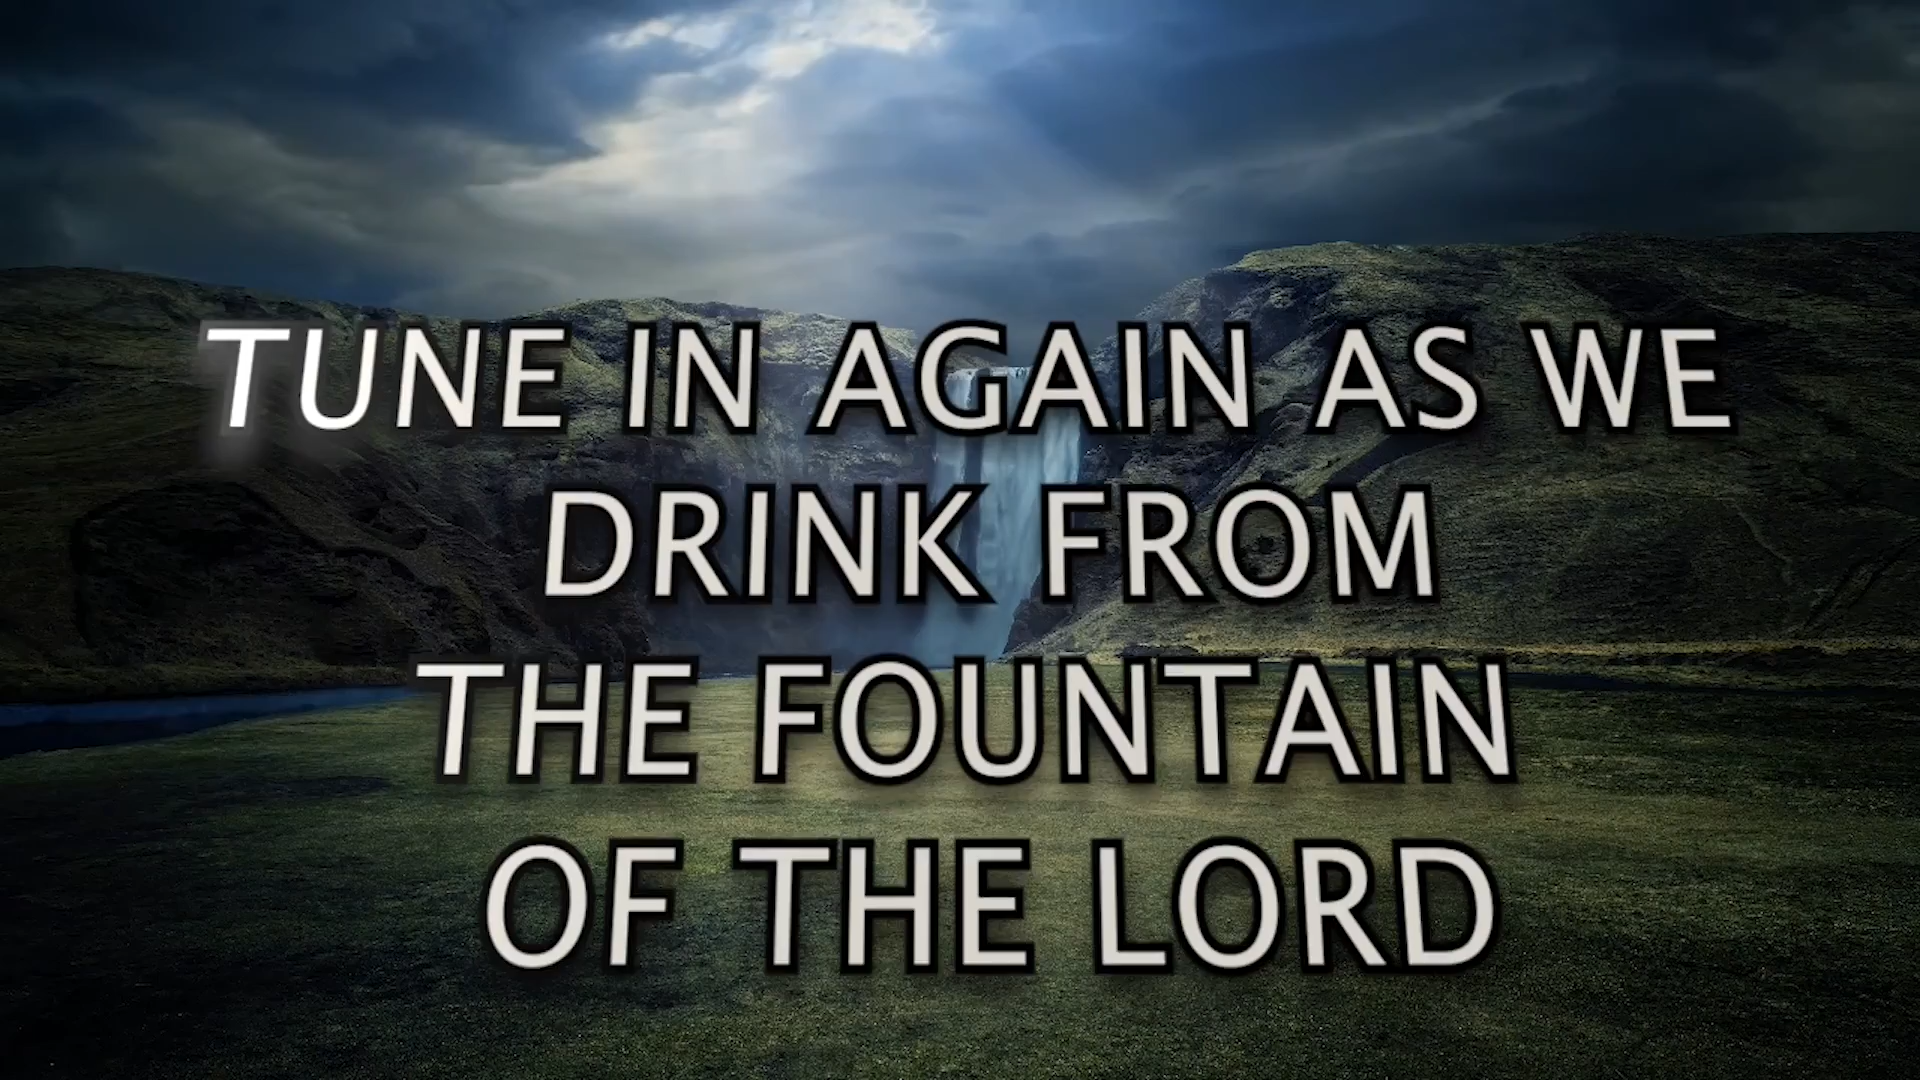 TUNE IN AGAIN AS WE
DRINK FROM
THE FOUNTAIN
OF THE LORD